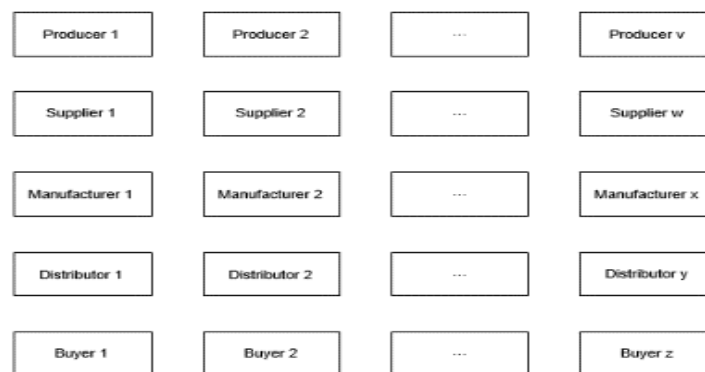 Producer 1 Producer 2 ... Producer v
Supplier 1 Supplier 2 ... Supplier w
Manufacturer 1 Manufacturer 2 ... Manufacturer x
Distributor 1 Distributor 2 ... Distributor y
Buyer 1 Buyer 2 ... Buyer z